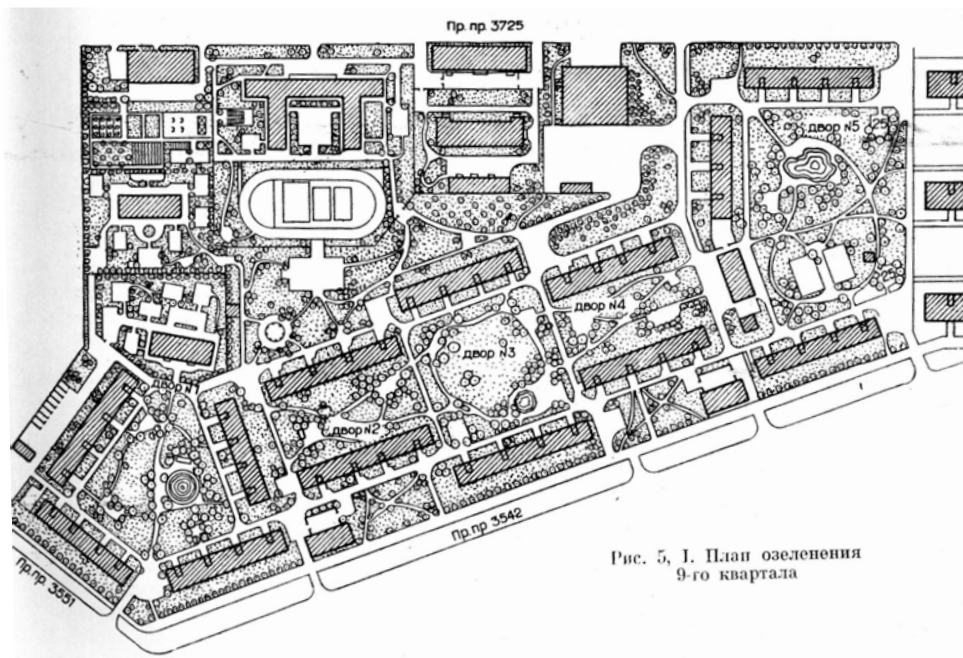 Пр. пр. 3725
двор №5
двор №4
двор №3
двор №2
Пр. пр. 3542
Пр. пр. 3551
Рис. 5, I. План озеленения
9-го квартала